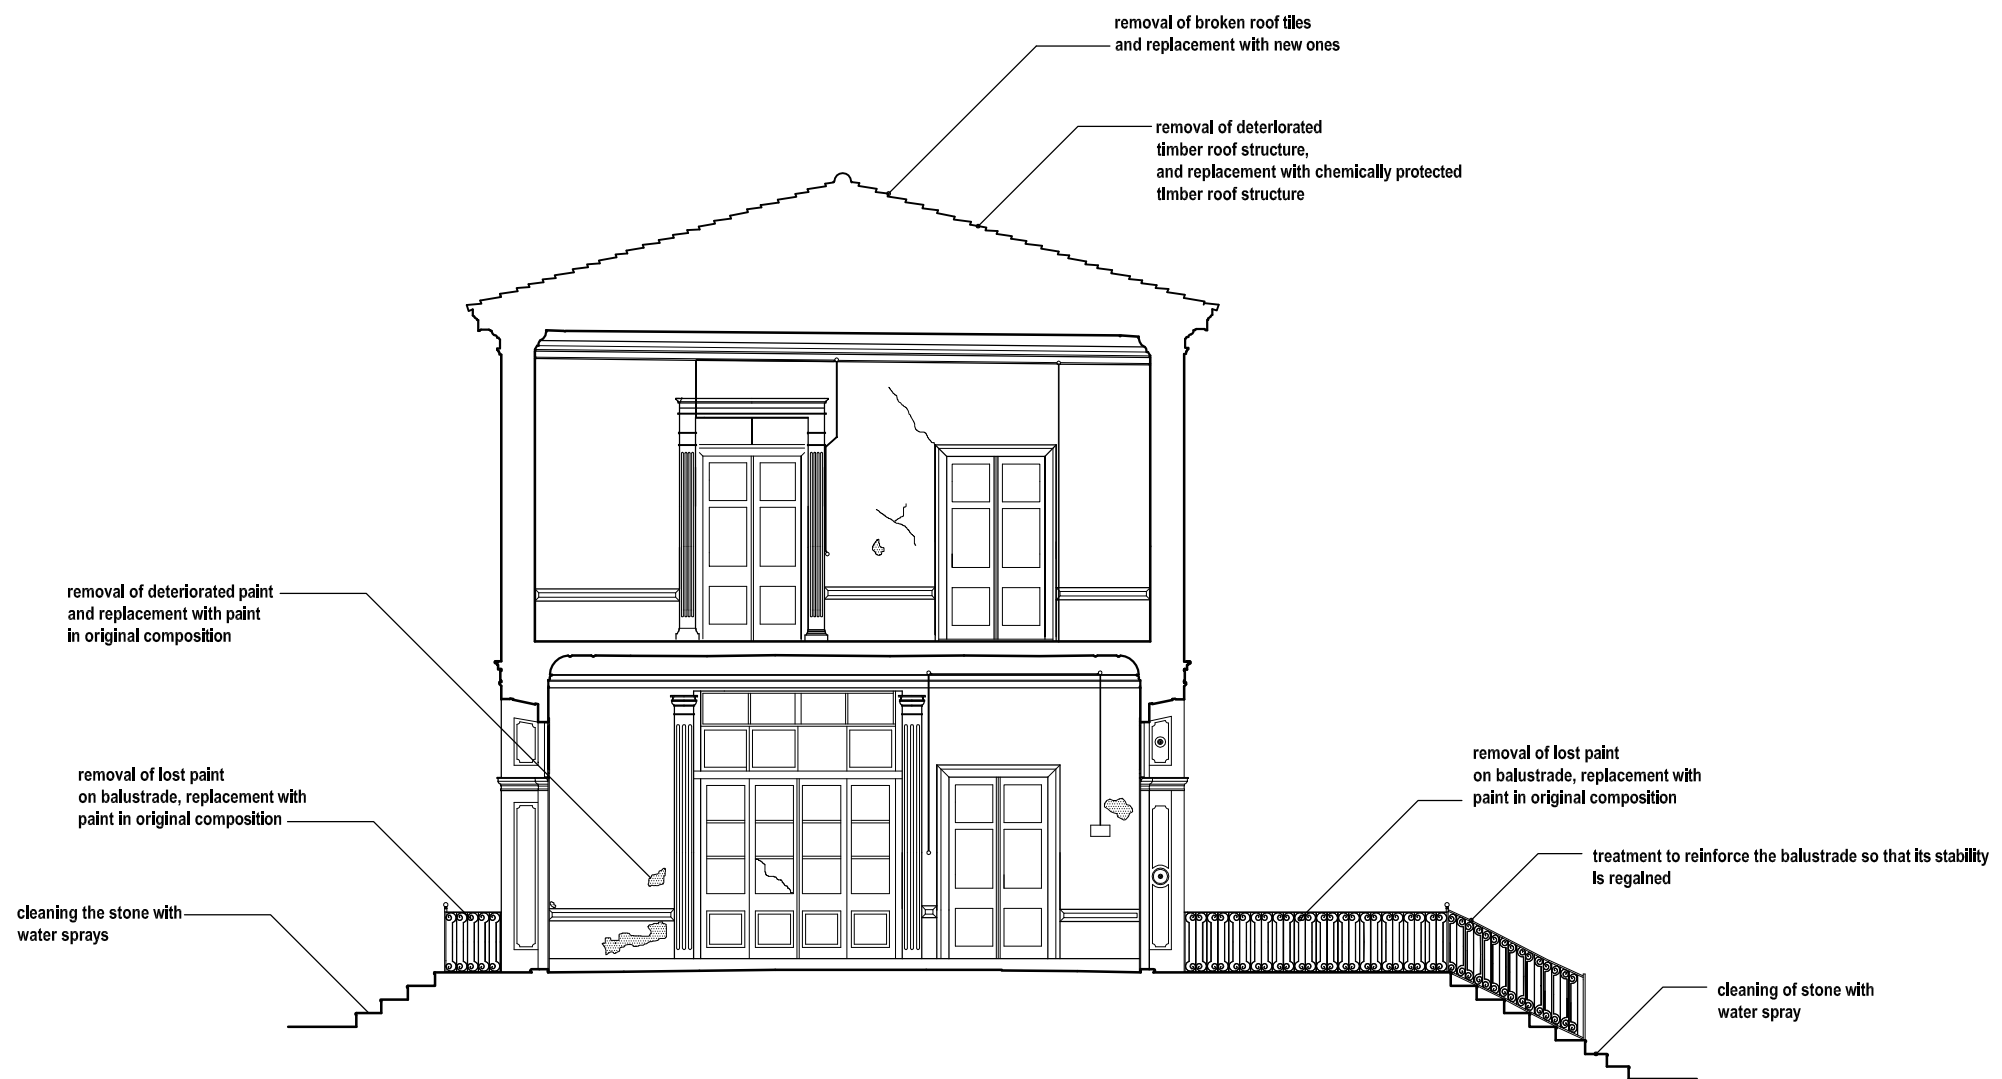 removal of broken roof tiles
and replacement with new ones
removal of deteriorated
timber roof structure,
and replacement with chemically protected
timber roof structure
removal of deteriorated paint
and replacement with paint
in original composition
removal of lost paint
on balustrade, replacement with
paint in original composition
cleaning the stone with
water sprays
removal of lost paint
on balustrade, replacement with
paint in original composition
treatment to reinforce the balustrade so that its stability
is regained
cleaning of stone with
water spray